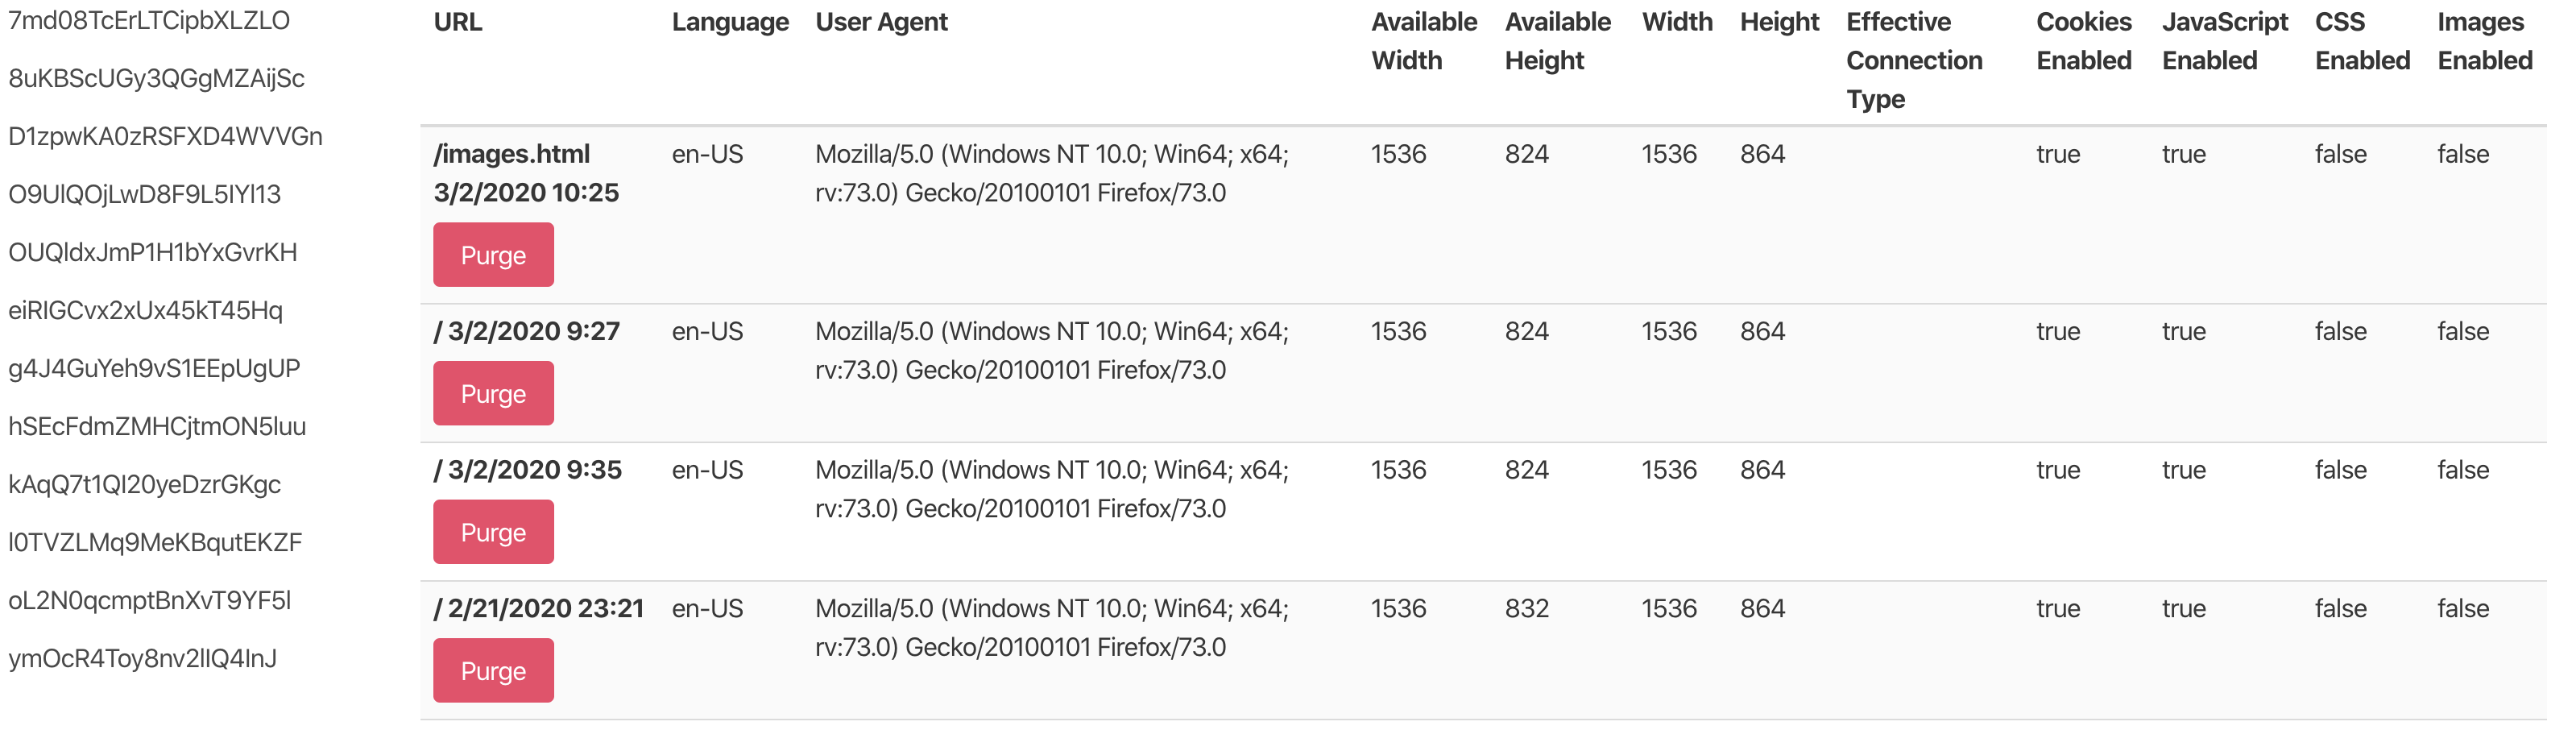 7md08TcErLTCipbXLZLO
8uKBScUGy3QGgMZAijSc
D1zpwKA0zRSFXD4WVVGn
O9UlQOjLwD8F9L5IYl13
OUQldxJmP1H1bYxGvrKH
eiRIGCvx2xUx45kT45Hq
g4J4GuYeh9vS1EEpUgUP
hSEcFdmZMHCjtmON5luu
kAqQ7t1QI20yeDzrGKgc
l0TVZLMq9MeKBqutEKZF
oL2N0qcmptBnXvT9YF5l
ymOcR4Toy8nv2lIQ4InJ
URL Language User Agent Available Width Available Height Width Height Effective Connection Type Cookies Enabled JavaScript Enabled CSS Enabled Images Enabled
/images.html en-US Mozilla/5.0 (Windows NT 10.0; Win64; x64; 1536 824 1536 864 true true false false
3/2/2020 10:25 rv:73.0) Gecko/20100101 Firefox/73.0
Purge
/ 3/2/2020 9:27 en-US Mozilla/5.0 (Windows NT 10.0; Win64; x64; 1536 824 1536 864 true true false false
rv:73.0) Gecko/20100101 Firefox/73.0
Purge
/ 3/2/2020 9:35 en-US Mozilla/5.0 (Windows NT 10.0; Win64; x64; 1536 824 1536 864 true true false false
rv:73.0) Gecko/20100101 Firefox/73.0
Purge
/ 2/21/2020 23:21 en-US Mozilla/5.0 (Windows NT 10.0; Win64; x64; 1536 832 1536 864 true true false false
rv:73.0) Gecko/20100101 Firefox/73.0
Purge